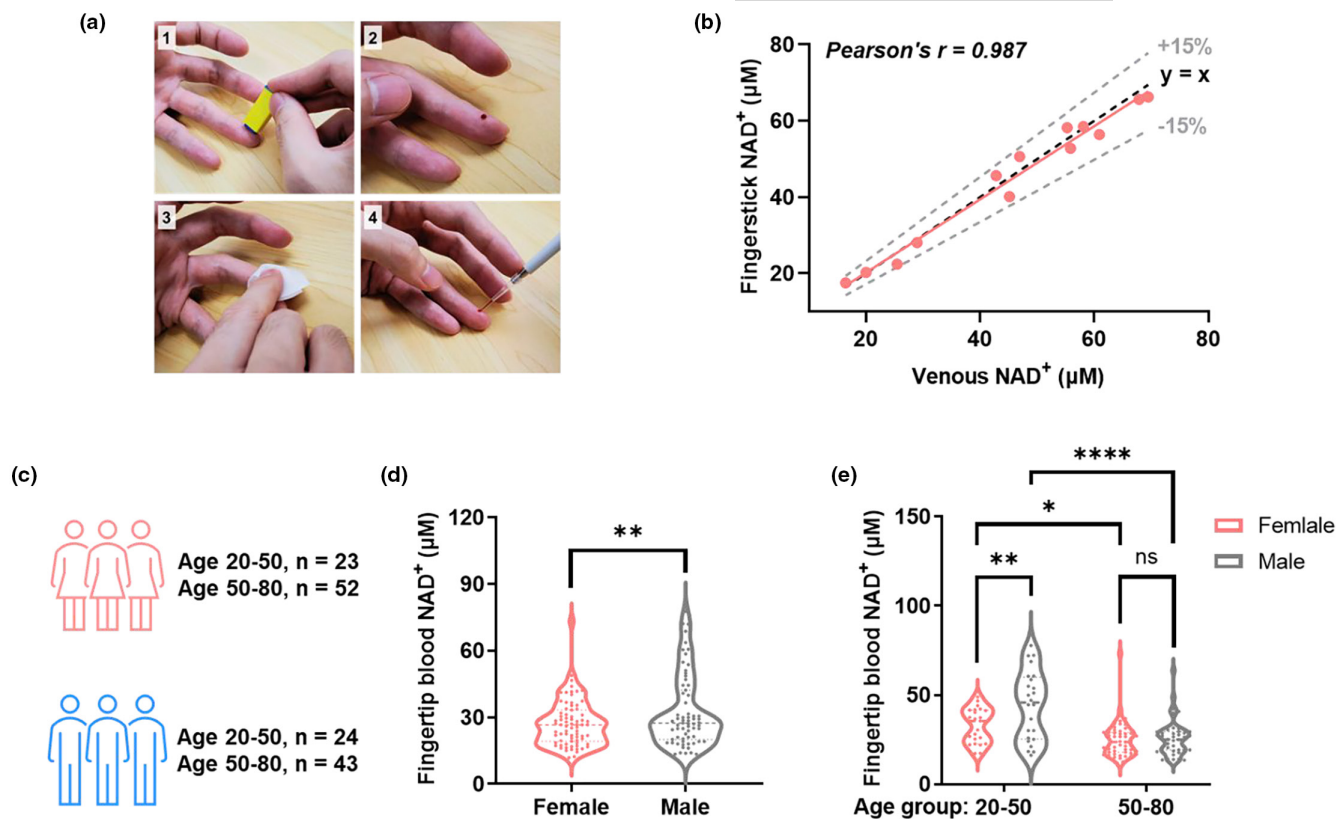 (a)
1
2
3
4
(b)
Pearson's r = 0.987
+15%
y = x
-15%
80
60
40
20
Fingerstick NAD⁺ (µM)
20 40 60 80
Venous NAD⁺ (µM)
(c)
Age 20-50, n = 23
Age 50-80, n = 52
Age 20-50, n = 24
Age 50-80, n = 43
(d)
**
120
90
60
30
0
Fingertip blood NAD⁺ (µM)
Female Male
(e)
****
*
**
ns
150
100
50
0
Fingertip blood NAD⁺ (µM)
Age group: 20-50 50-80
Femlale
Male